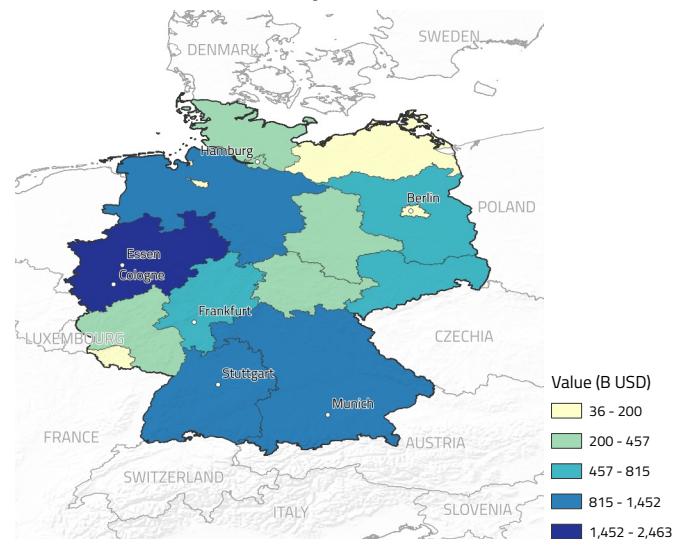 DENMARK
SWEDEN
Hamburg
Berlin
POLAND
Essen
Cologne
Frankfurt
LUXEMBOURG
CZECHIA
Stuttgart
Munich
FRANCE
AUSTRIA
SWITZERLAND
ITALY
SLOVENIA
Value (B USD)
36 - 200
200 - 457
457 - 815
815 - 1,452
1,452 - 2,463